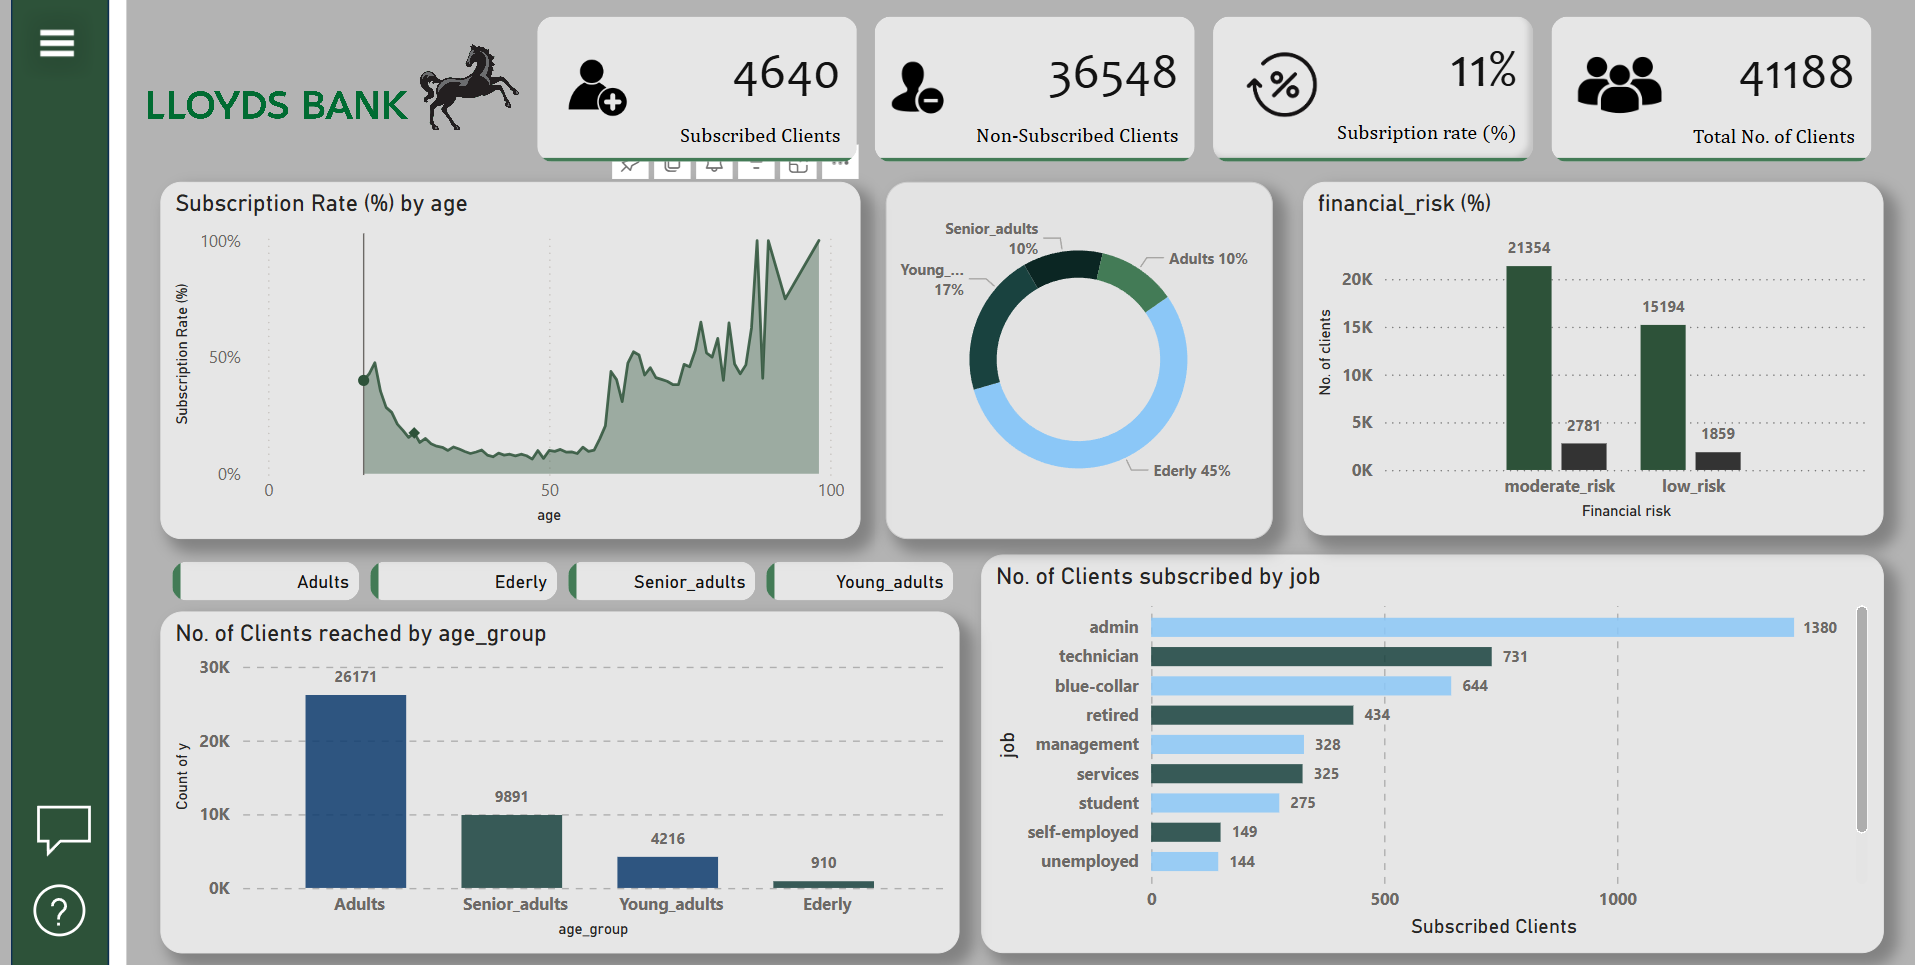 LLOYDS BANK
4640
Subscribed Clients
36548
Non-Subscribed Clients
%
11%
Subsription rate (%)
41188
Total No. of Clients
Subscription Rate (%) by age
100%
50%
0%
Subscription Rate (%)
0
50
100
age
Senior_adults
10%
Adults 10%
Young_...
17%
Ederly 45%
financial_risk (%)
21354
2781
15194
1859
20K
15K
10K
5K
0K
No. of clients
moderate_risk
low_risk
Financial risk
Adults
Ederly
Senior_adults
Young_adults
No. of Clients reached by age_group
30K
20K
10K
0K
Count of y
26171
9891
4216
910
Adults
Senior_adults
Young_adults
Ederly
age_group
No. of Clients subscribed by job
job
admin 1380
technician 731
blue-collar 644
retired 434
management 328
services 325
student 275
self-employed 149
unemployed 144
0
500
1000
Subscribed Clients
?